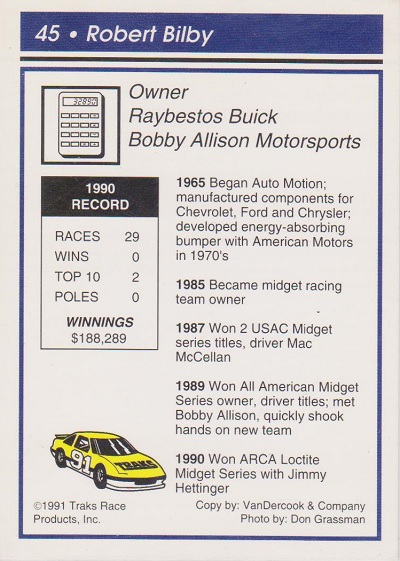 45 • Robert Bilby
32890
Owner
Raybestos Buick
Bobby Allison Motorsports
1990
RECORD
RACES 29
WINS 0
TOP 10 2
POLES 0
WINNINGS
$188,289
1965 Began Auto Motion;
manufactured components for
Chevrolet, Ford and Chrysler;
developed energy-absorbing
bumper with American Motors
in 1970's
1985 Became midget racing
team owner
1987 Won 2 USAC Midget
series titles, driver Mac
McCellan
1989 Won All American Midget
Series owner, driver titles; met
Bobby Allison, quickly shook
hands on new team
1990 Won ARCA Loctite
Midget Series with Jimmy
Hettinger
91 TRAKS
©1991 Traks Race
Products, Inc.
Copy by: VanDercook & Company
Photo by: Don Grassman